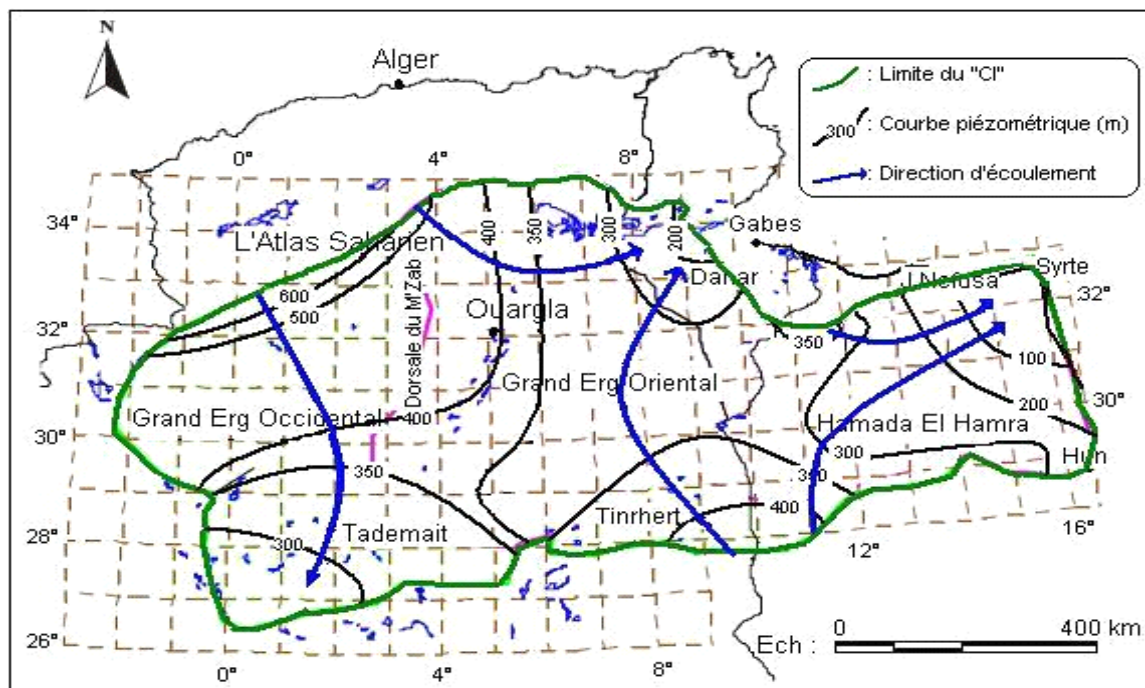 N
Alger
: Limite du "CI"
300 : Courbe piézométrique (m)
: Direction d'écoulement
0° 4° 8°
34°
32°
30°
28°
26°
L'Atlas Saharien
400 350 300 200
Gabes
Dahar
J.Nefusa
Syrte
32°
600
500
Dorsale du M'Zab
Ouargla
350
100
Grand Erg Oriental
Grand Erg Occidental
400
200
30°
Hamada El Hamra
300
Hun
350
350
400
Tinrhert
Tademait
300
16°
12°
0° 4° 8°
Ech :
0 400 km